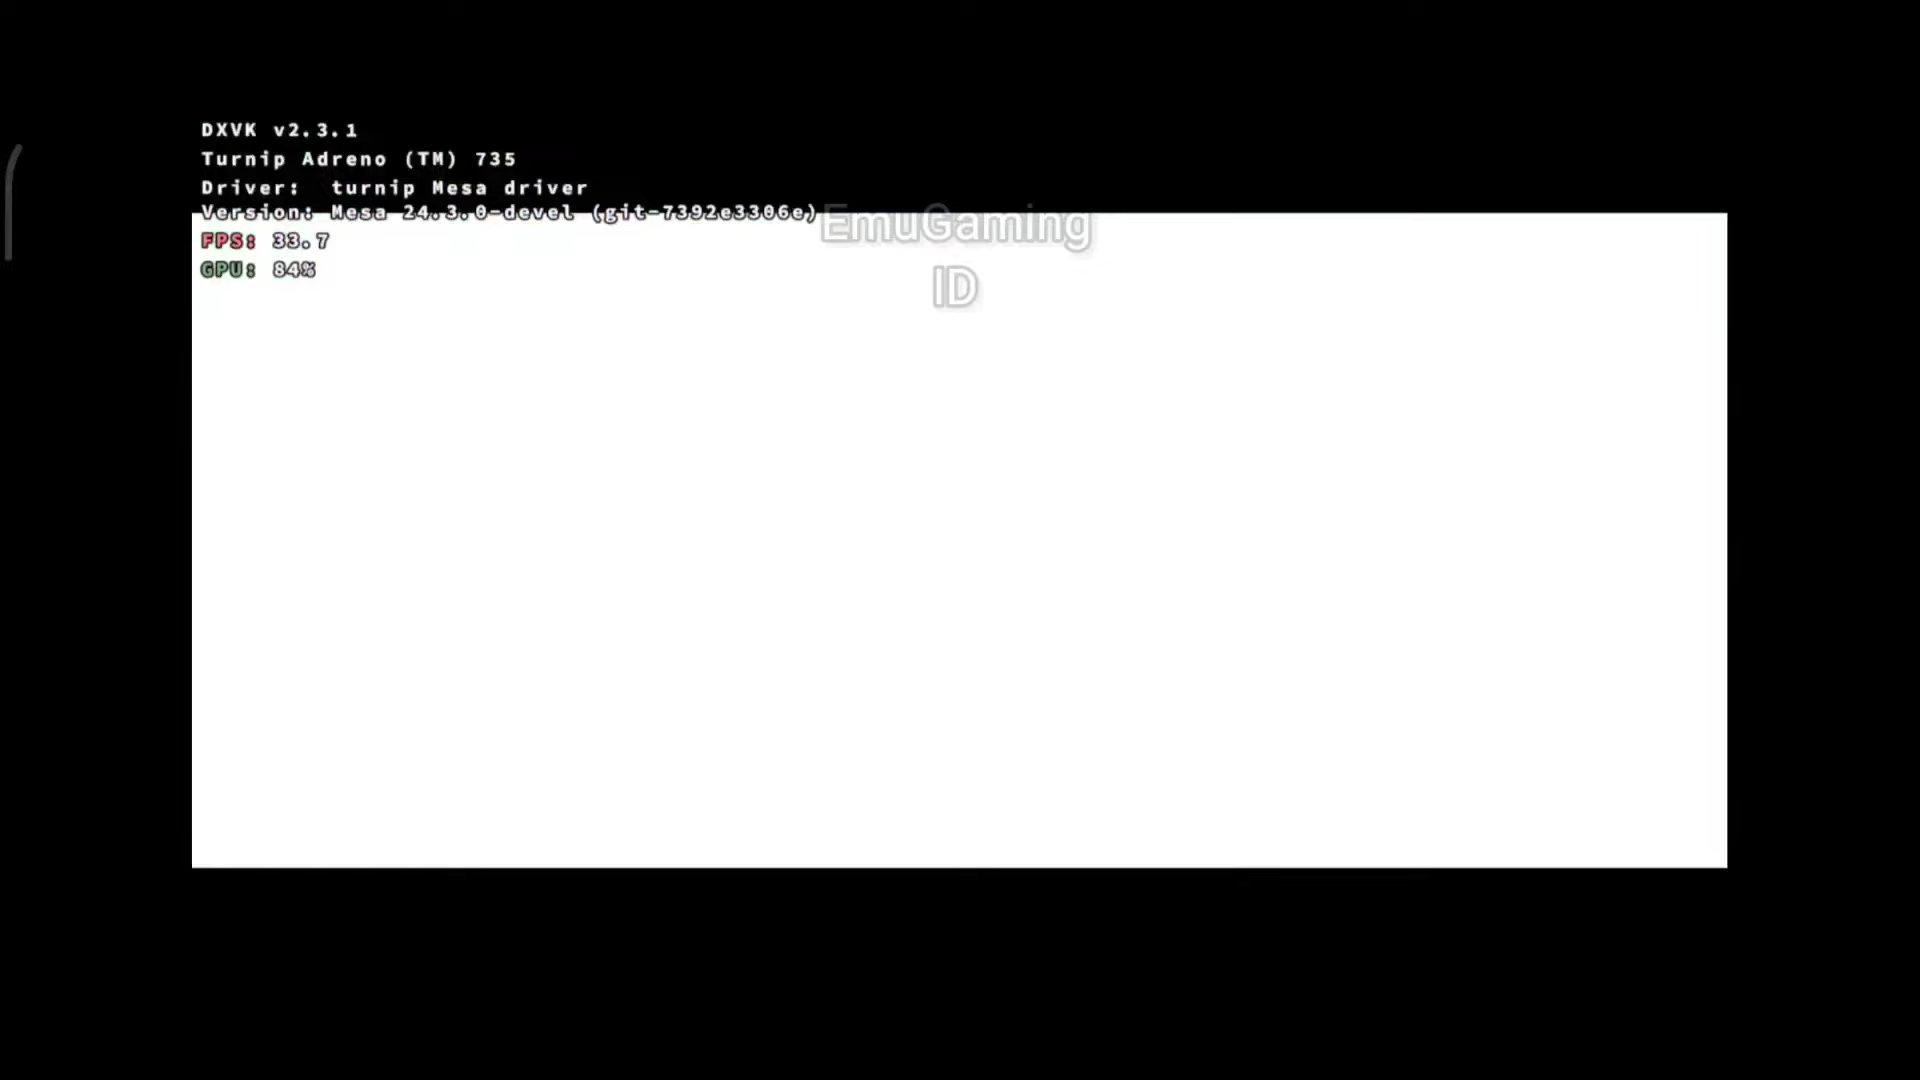 DXVK v2.3.1
Turnip Adreno (TM) 735
Driver:  turnip Mesa driver
Version: Mesa 24.3.0-devel (git-7392e3306e)
FPS: 33.7
GPU: 84%
EmuGaming
ID